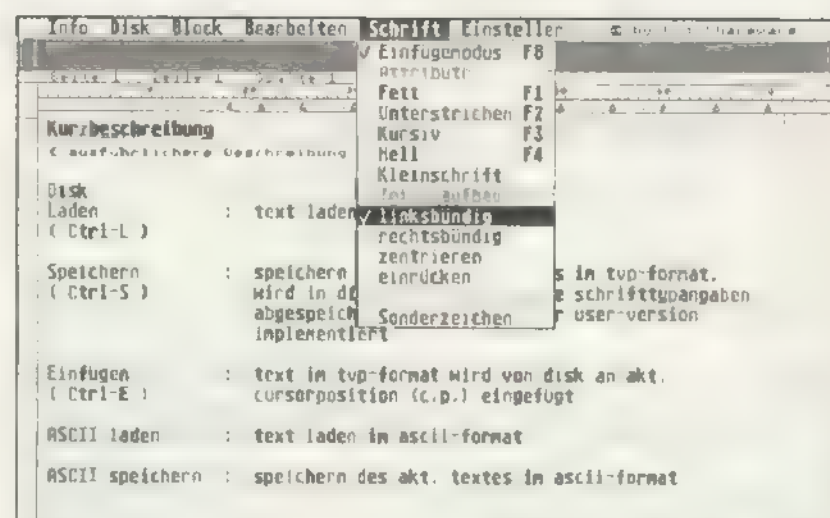 Info Disk Block Bearbeiten Schrift Einsteller
Einfügemodus F8
Attribute
Fett F1
Unterstrichen F2
Kursiv F3
Hell F4
Kleinschrift
linksbündig
rechtsbündig
zentrieren
einrücken
Sonderzeichen
Kurzbeschreibung
Disk
Laden : text laden
( Ctrl-L )
Speichern : speichern s im tvp-format.
( Ctrl-S ) wird in e schrifttypangaben
abgespeich r user-version
implementiert
Einfügen : text im tvp-format wird von disk an akt.
( Ctrl-E ) cursorposition (c.p.) eingefügt
ASCII laden : text laden im ascii-format
ASCII speichern : speichern des akt. textes im ascii-format